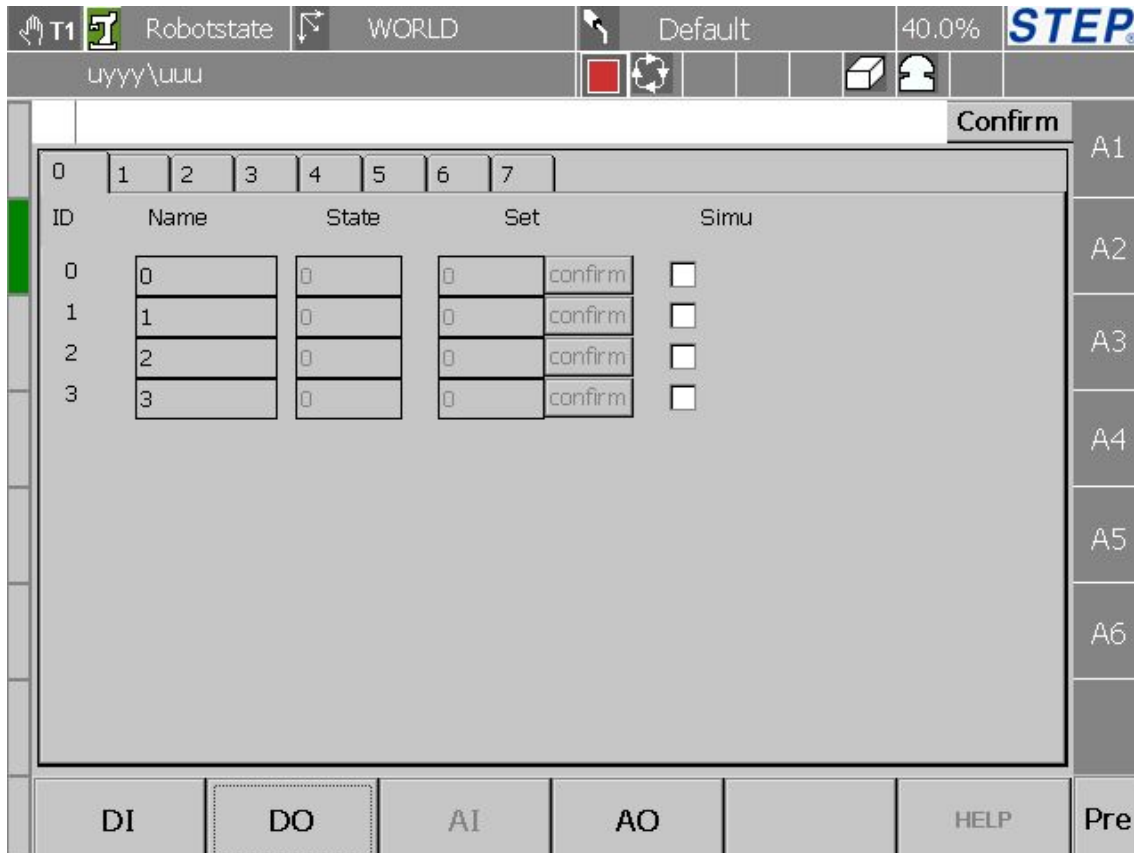 T1 Robotstate WORLD Default 40.0% STEP®
uyyy\uuu
Confirm
A1
0 1 2 3 4 5 6 7
ID Name State Set Simu
A2
0 0 0 0 confirm
1 1 0 0 confirm
2 2 0 0 confirm
A3
3 3 0 0 confirm
A4
A5
A6
DI DO AI AO HELP Pre